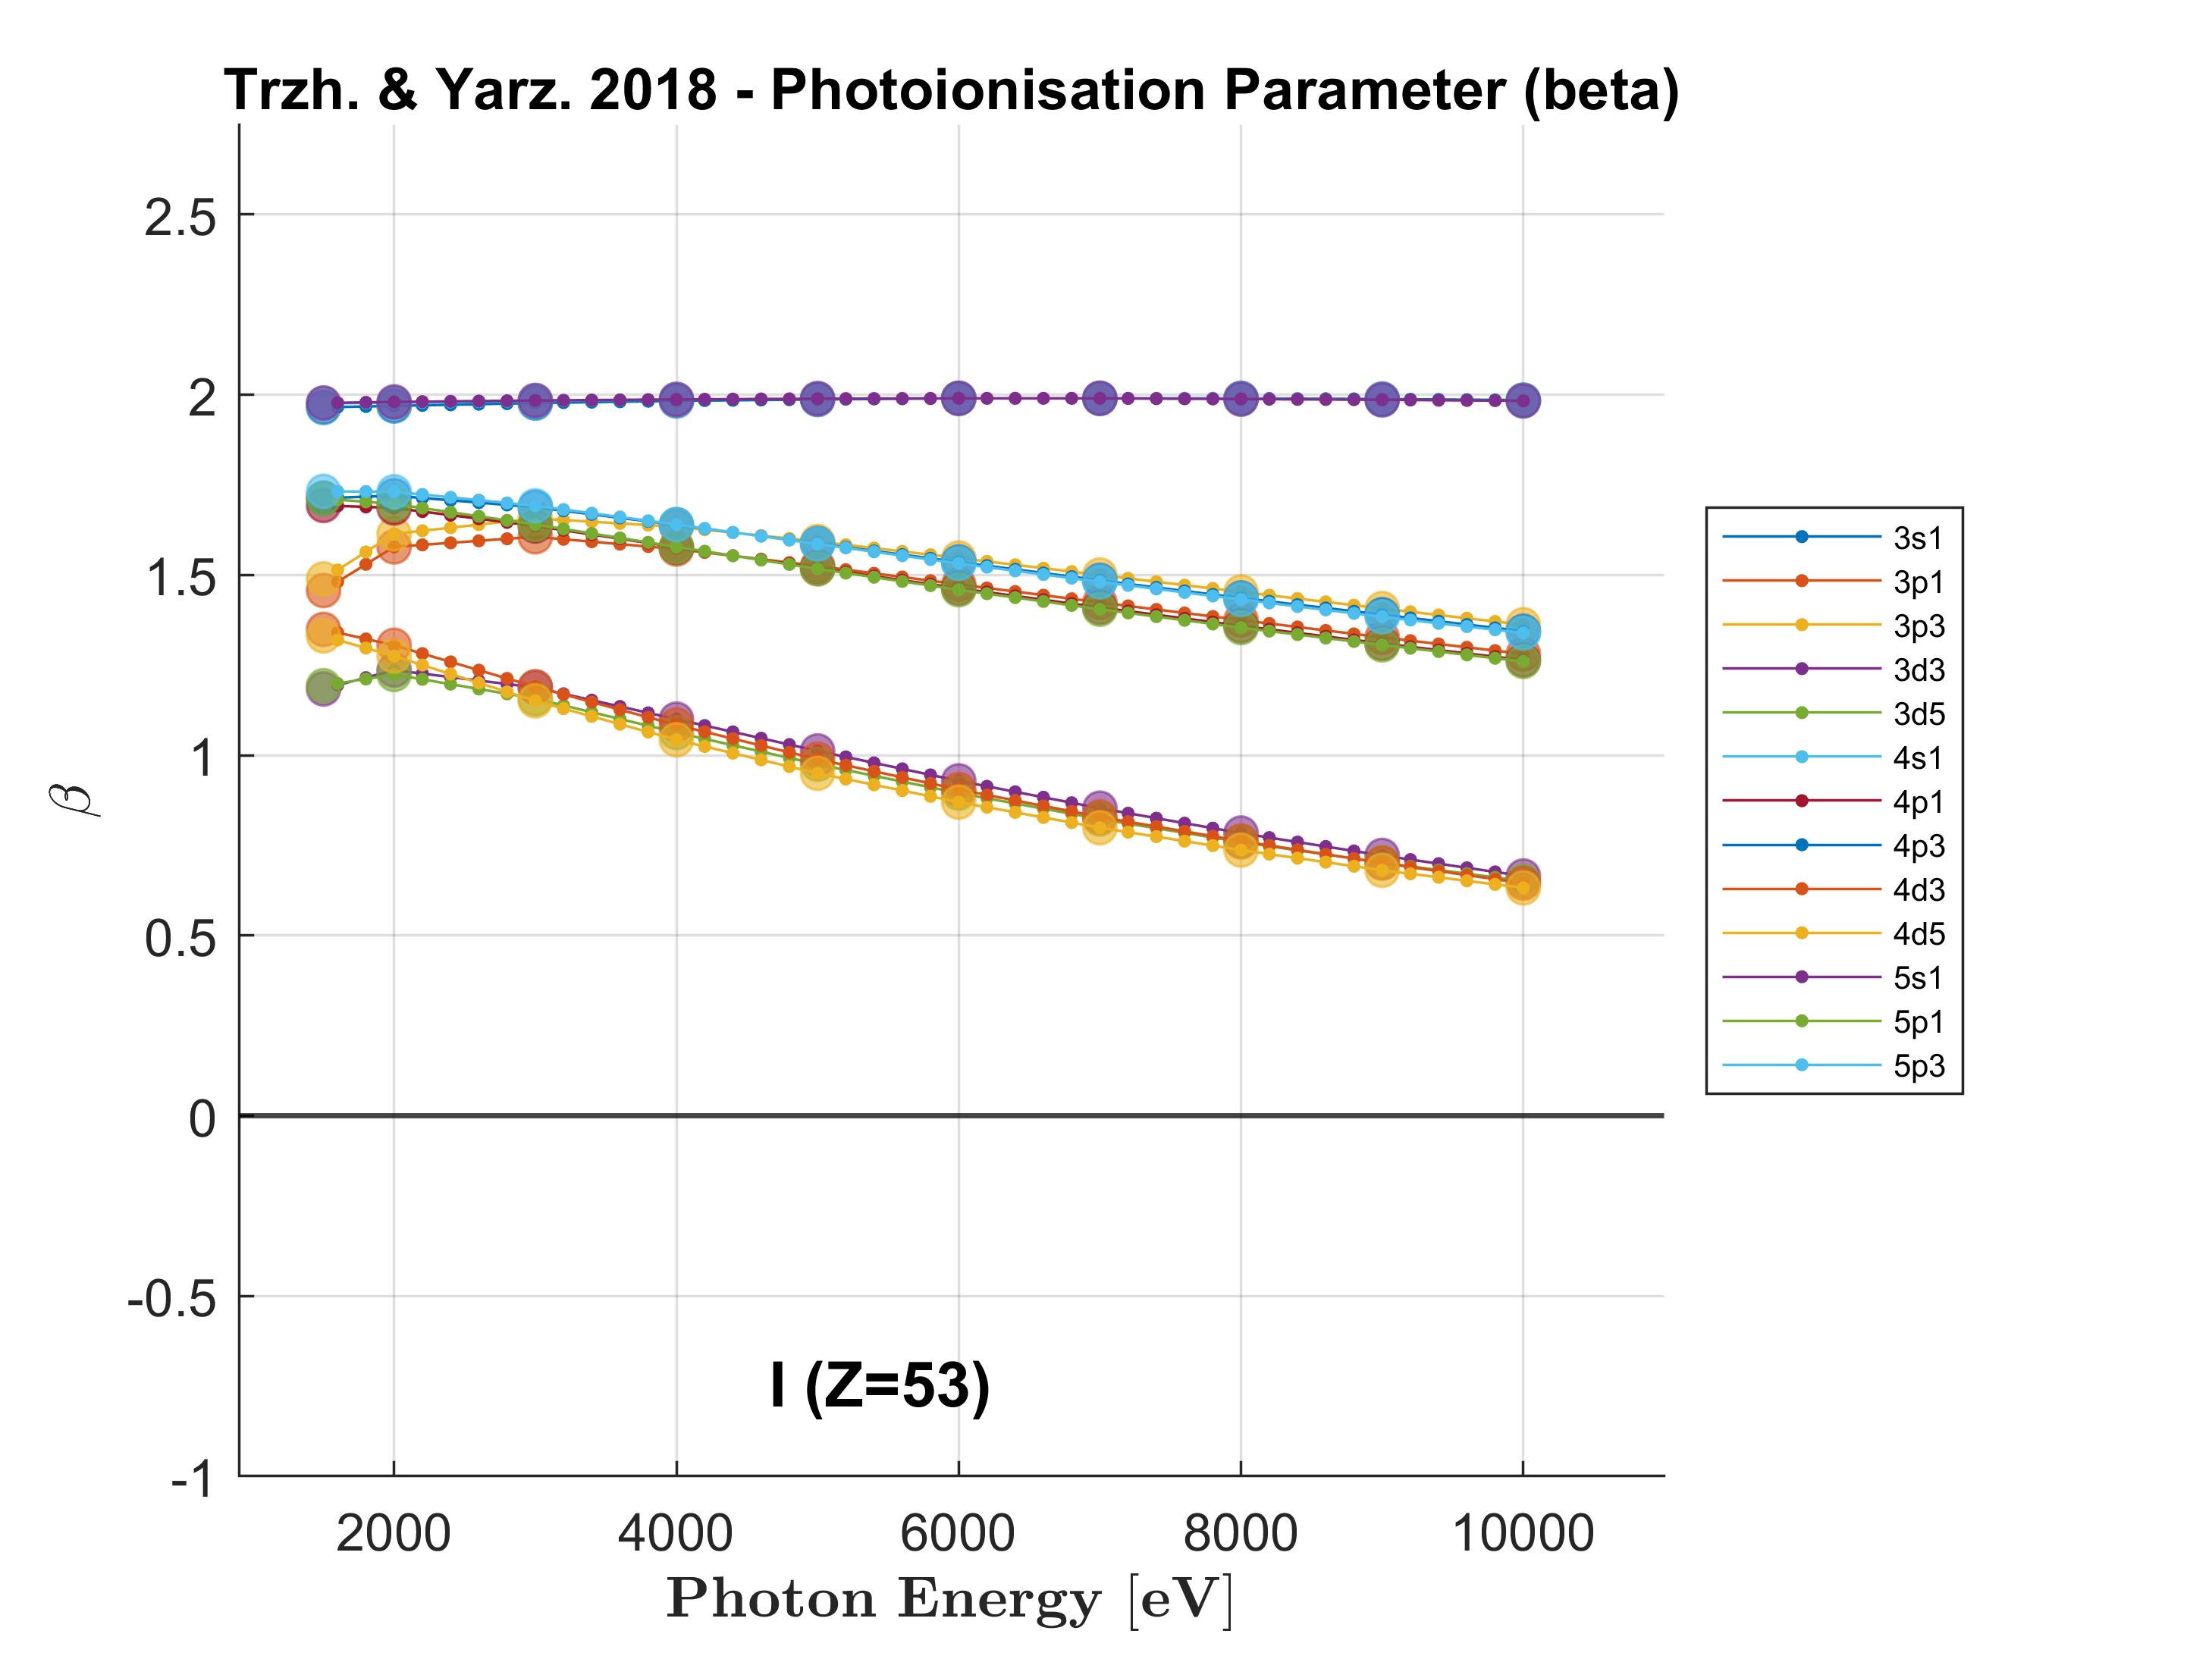 Trzh. & Yarz. 2018 - Photoionisation Parameter (beta)
2.5
2
1.5
1
0.5
0
-0.5
-1
β
2000 4000 6000 8000 10000
Photon Energy [eV]
I (Z=53)
3s1
3p1
3p3
3d3
3d5
4s1
4p1
4p3
4d3
4d5
5s1
5p1
5p3